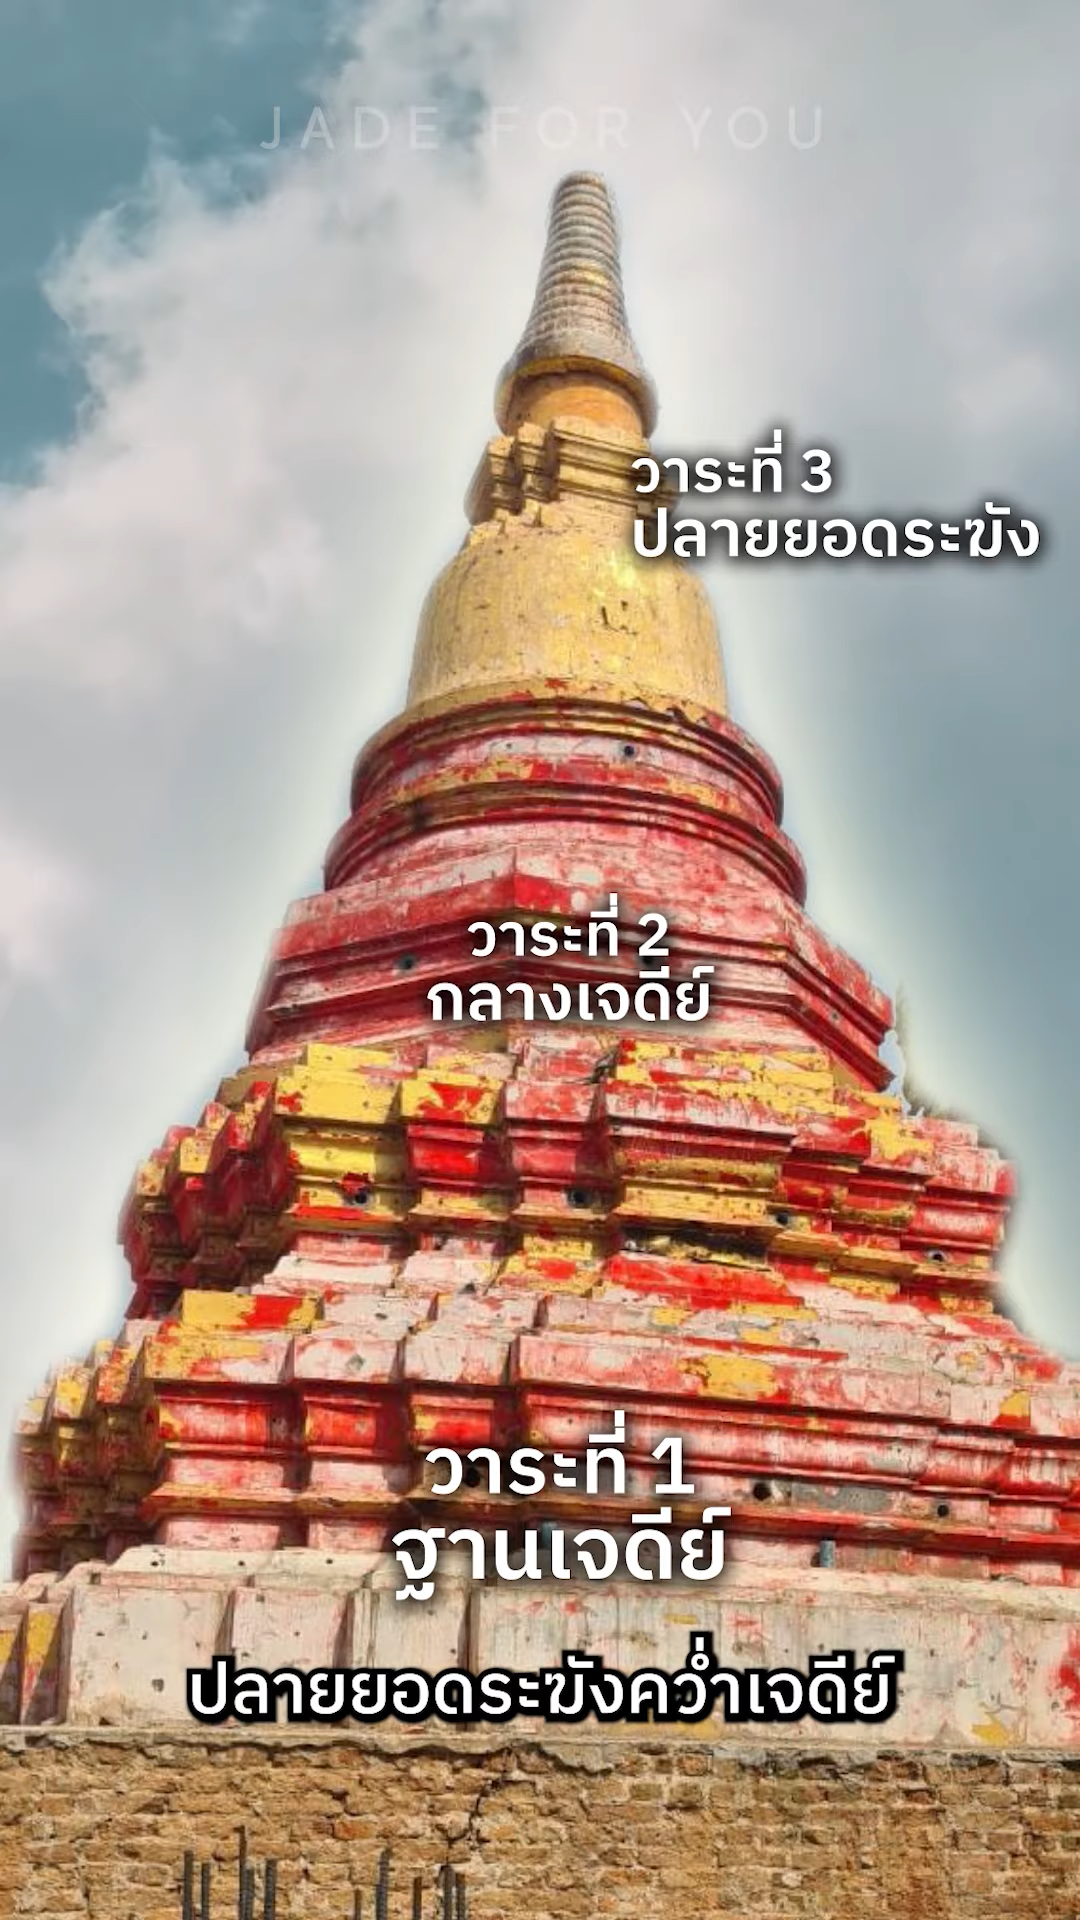 JADE FOR YOU
วาระที่ 3
ปลายยอดระฆัง
วาระที่ 2
กลางเจดีย์
วาระที่ 1
ฐานเจดีย์
ปลายยอดระฆังคว่ำเจดีย์